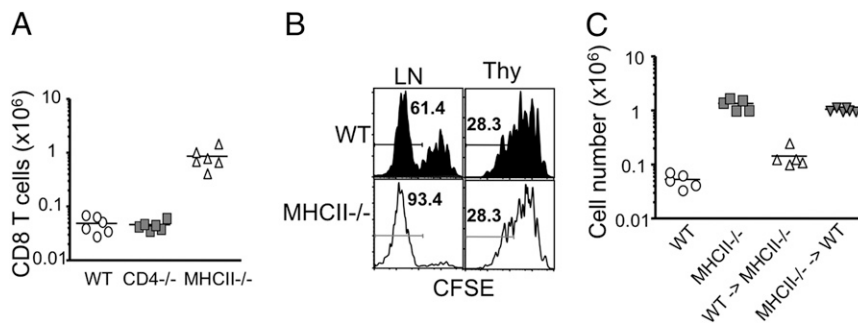 A
CD8 T cells (x10⁶)
10
1
0.1
0.01
WT CD4-/- MHCII-/-
B
LN Thy
WT
61.4 28.3
MHCII-/-
93.4 28.3
CFSE
C
Cell number (x10⁶)
10
1
0.1
0.01
WT
MHCII-/-
WT -> MHCII-/-
MHCII-/- -> WT